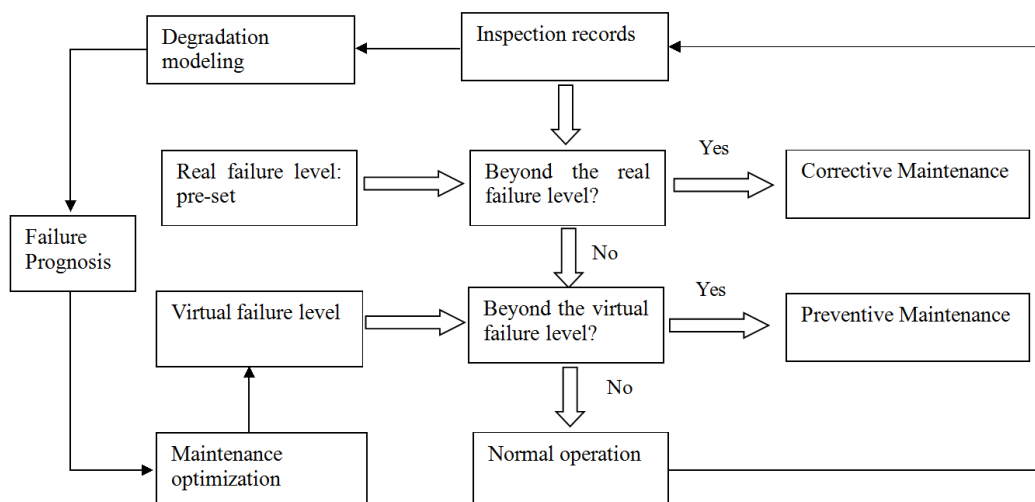 Degradation
modeling
Inspection records
Real failure level:
pre-set
Beyond the real
failure level?
Yes
Corrective Maintenance
Failure
Prognosis
No
Virtual failure level
Beyond the virtual
failure level?
Yes
Preventive Maintenance
No
Maintenance
optimization
Normal operation